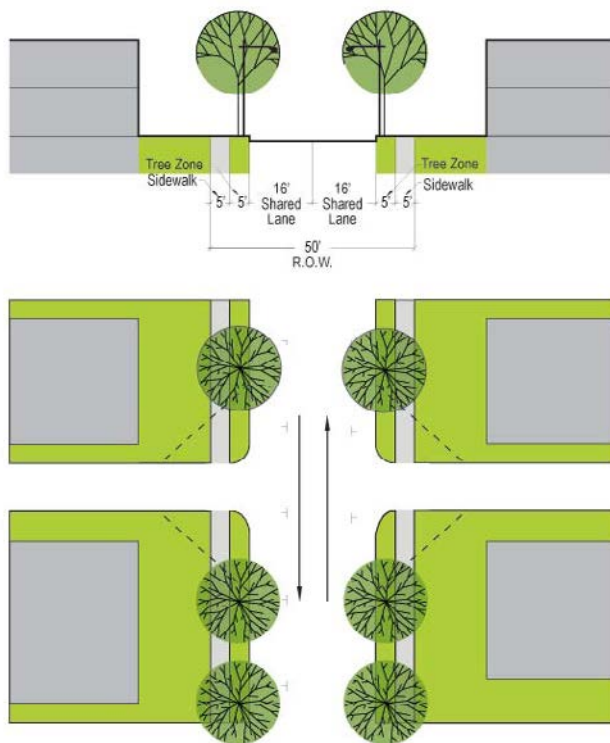 Tree Zone
Sidewalk
5'
5'
16'
Shared
Lane
16'
Shared
Lane
5'
5'
Tree Zone
Sidewalk
50'
R.O.W.